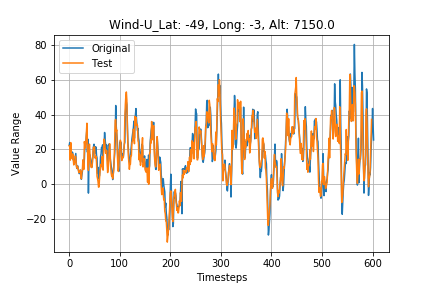 Wind-U_Lat: -49, Long: -3, Alt: 7150.0
Original
Test
Value Range
80
60
40
20
0
−20
0 100 200 300 400 500 600
Timesteps